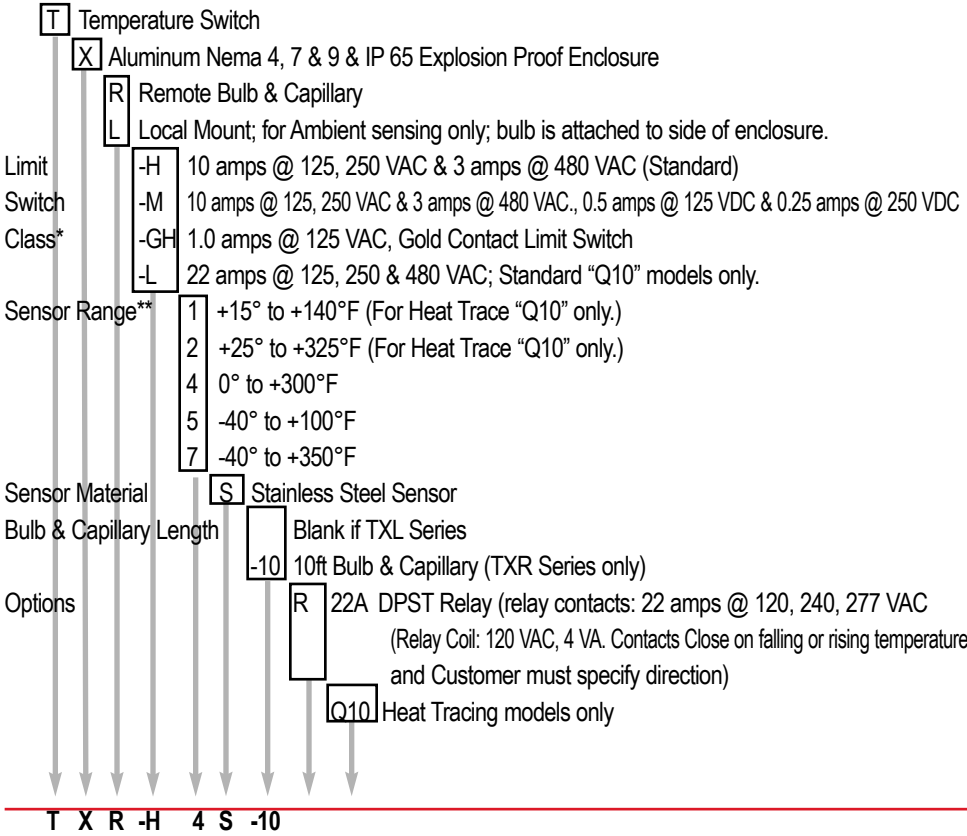 T Temperature Switch
X Aluminum Nema 4, 7 & 9 & IP 65 Explosion Proof Enclosure
R Remote Bulb & Capillary
L Local Mount; for Ambient sensing only; bulb is attached to side of enclosure.
Limit -H 10 amps @ 125, 250 VAC & 3 amps @ 480 VAC (Standard)
Switch -M 10 amps @ 125, 250 VAC & 3 amps @ 480 VAC., 0.5 amps @ 125 VDC & 0.25 amps @ 250 VDC
Class* -GH 1.0 amps @ 125 VAC, Gold Contact Limit Switch
-L 22 amps @ 125, 250 & 480 VAC; Standard “Q10” models only.
Sensor Range** 1 +15° to +140°F (For Heat Trace “Q10” only.)
2 +25° to +325°F (For Heat Trace “Q10” only.)
4 0° to +300°F
5 -40° to +100°F
7 -40° to +350°F
Sensor Material S Stainless Steel Sensor
Bulb & Capillary Length Blank if TXL Series
-10 10ft Bulb & Capillary (TXR Series only)
Options R 22A DPST Relay (relay contacts: 22 amps @ 120, 240, 277 VAC
(Relay Coil: 120 VAC, 4 VA. Contacts Close on falling or rising temperature
and Customer must specify direction)
Q10 Heat Tracing models only
T X R -H 4 S -10